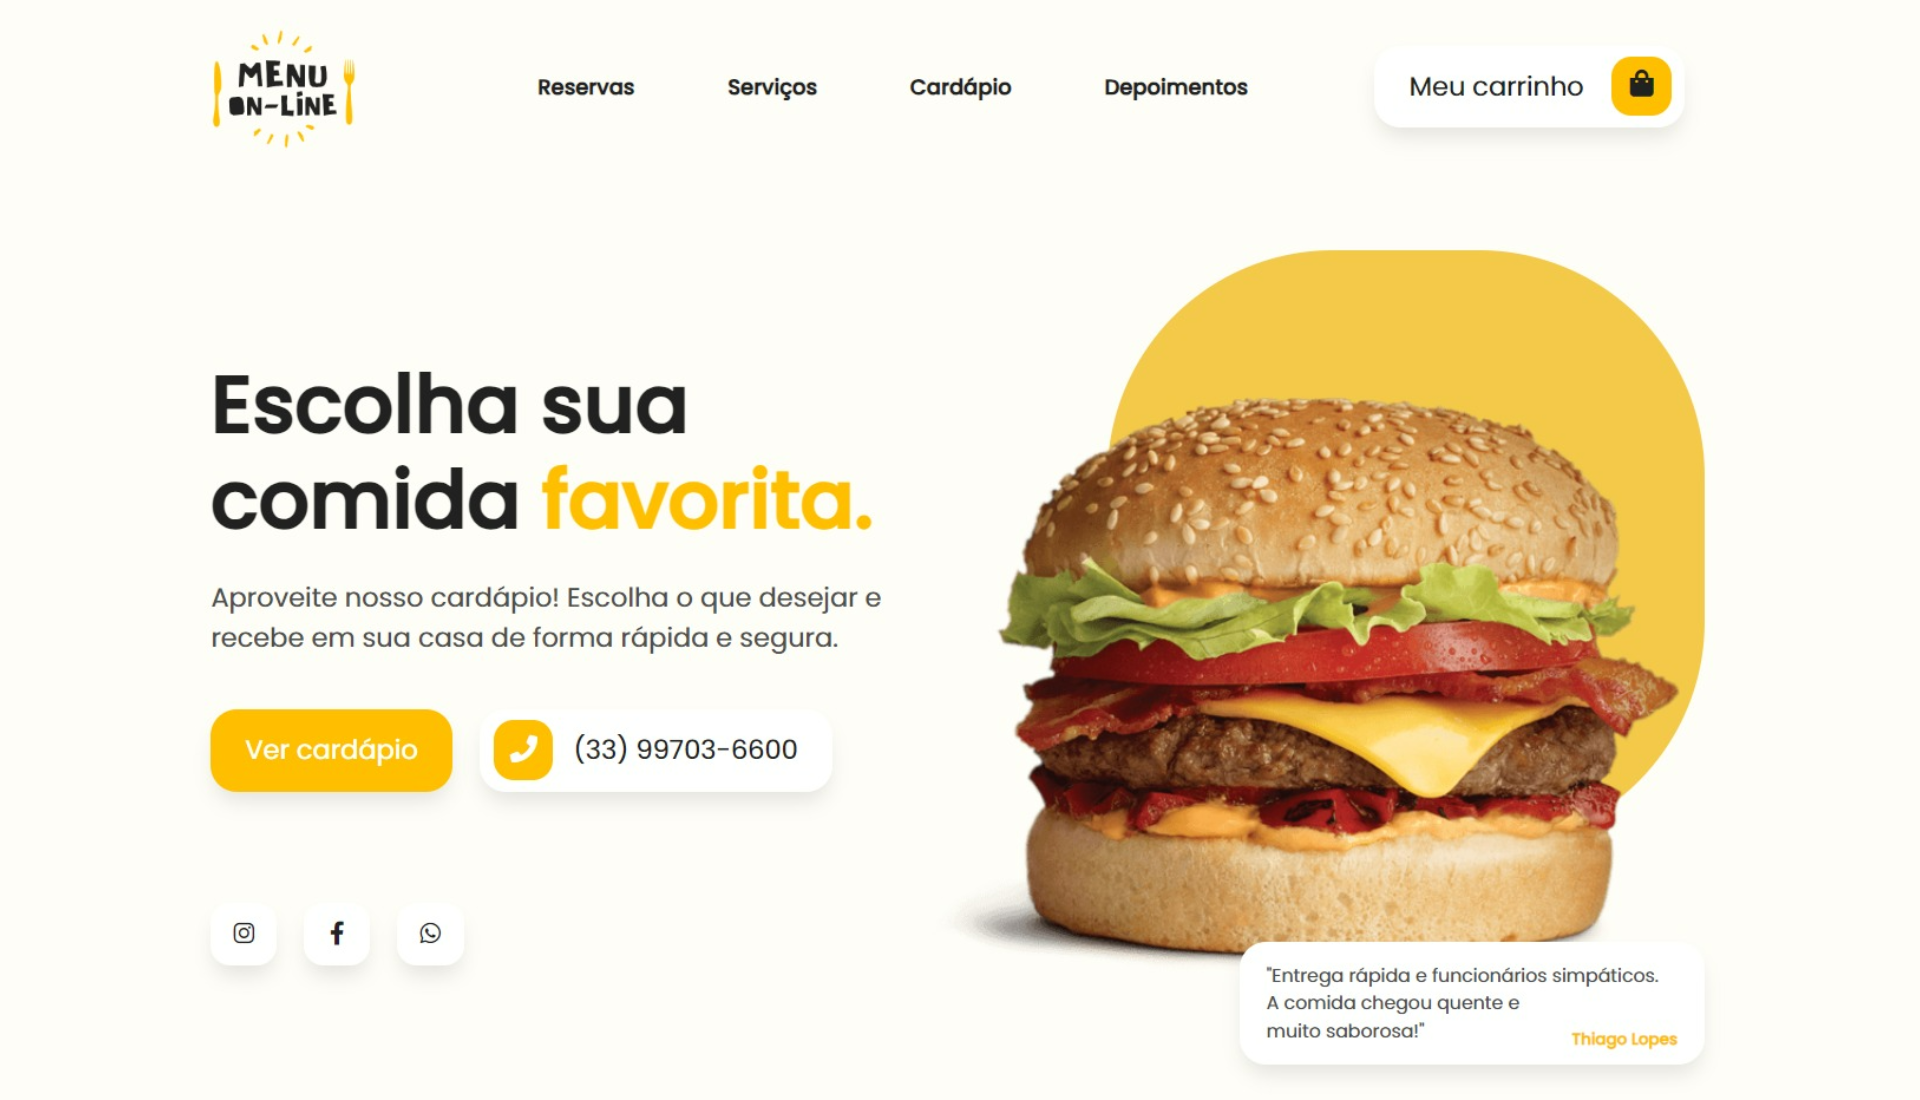 MENU
ON-LINE
Reservas
Serviços
Cardápio
Depoimentos
Meu carrinho
Escolha sua
comida favorita.
Aproveite nosso cardápio! Escolha o que desejar e
recebe em sua casa de forma rápida e segura.
Ver cardápio
(33) 99703-6600
"Entrega rápida e funcionários simpáticos.
A comida chegou quente e
muito saborosa!"
Thiago Lopes